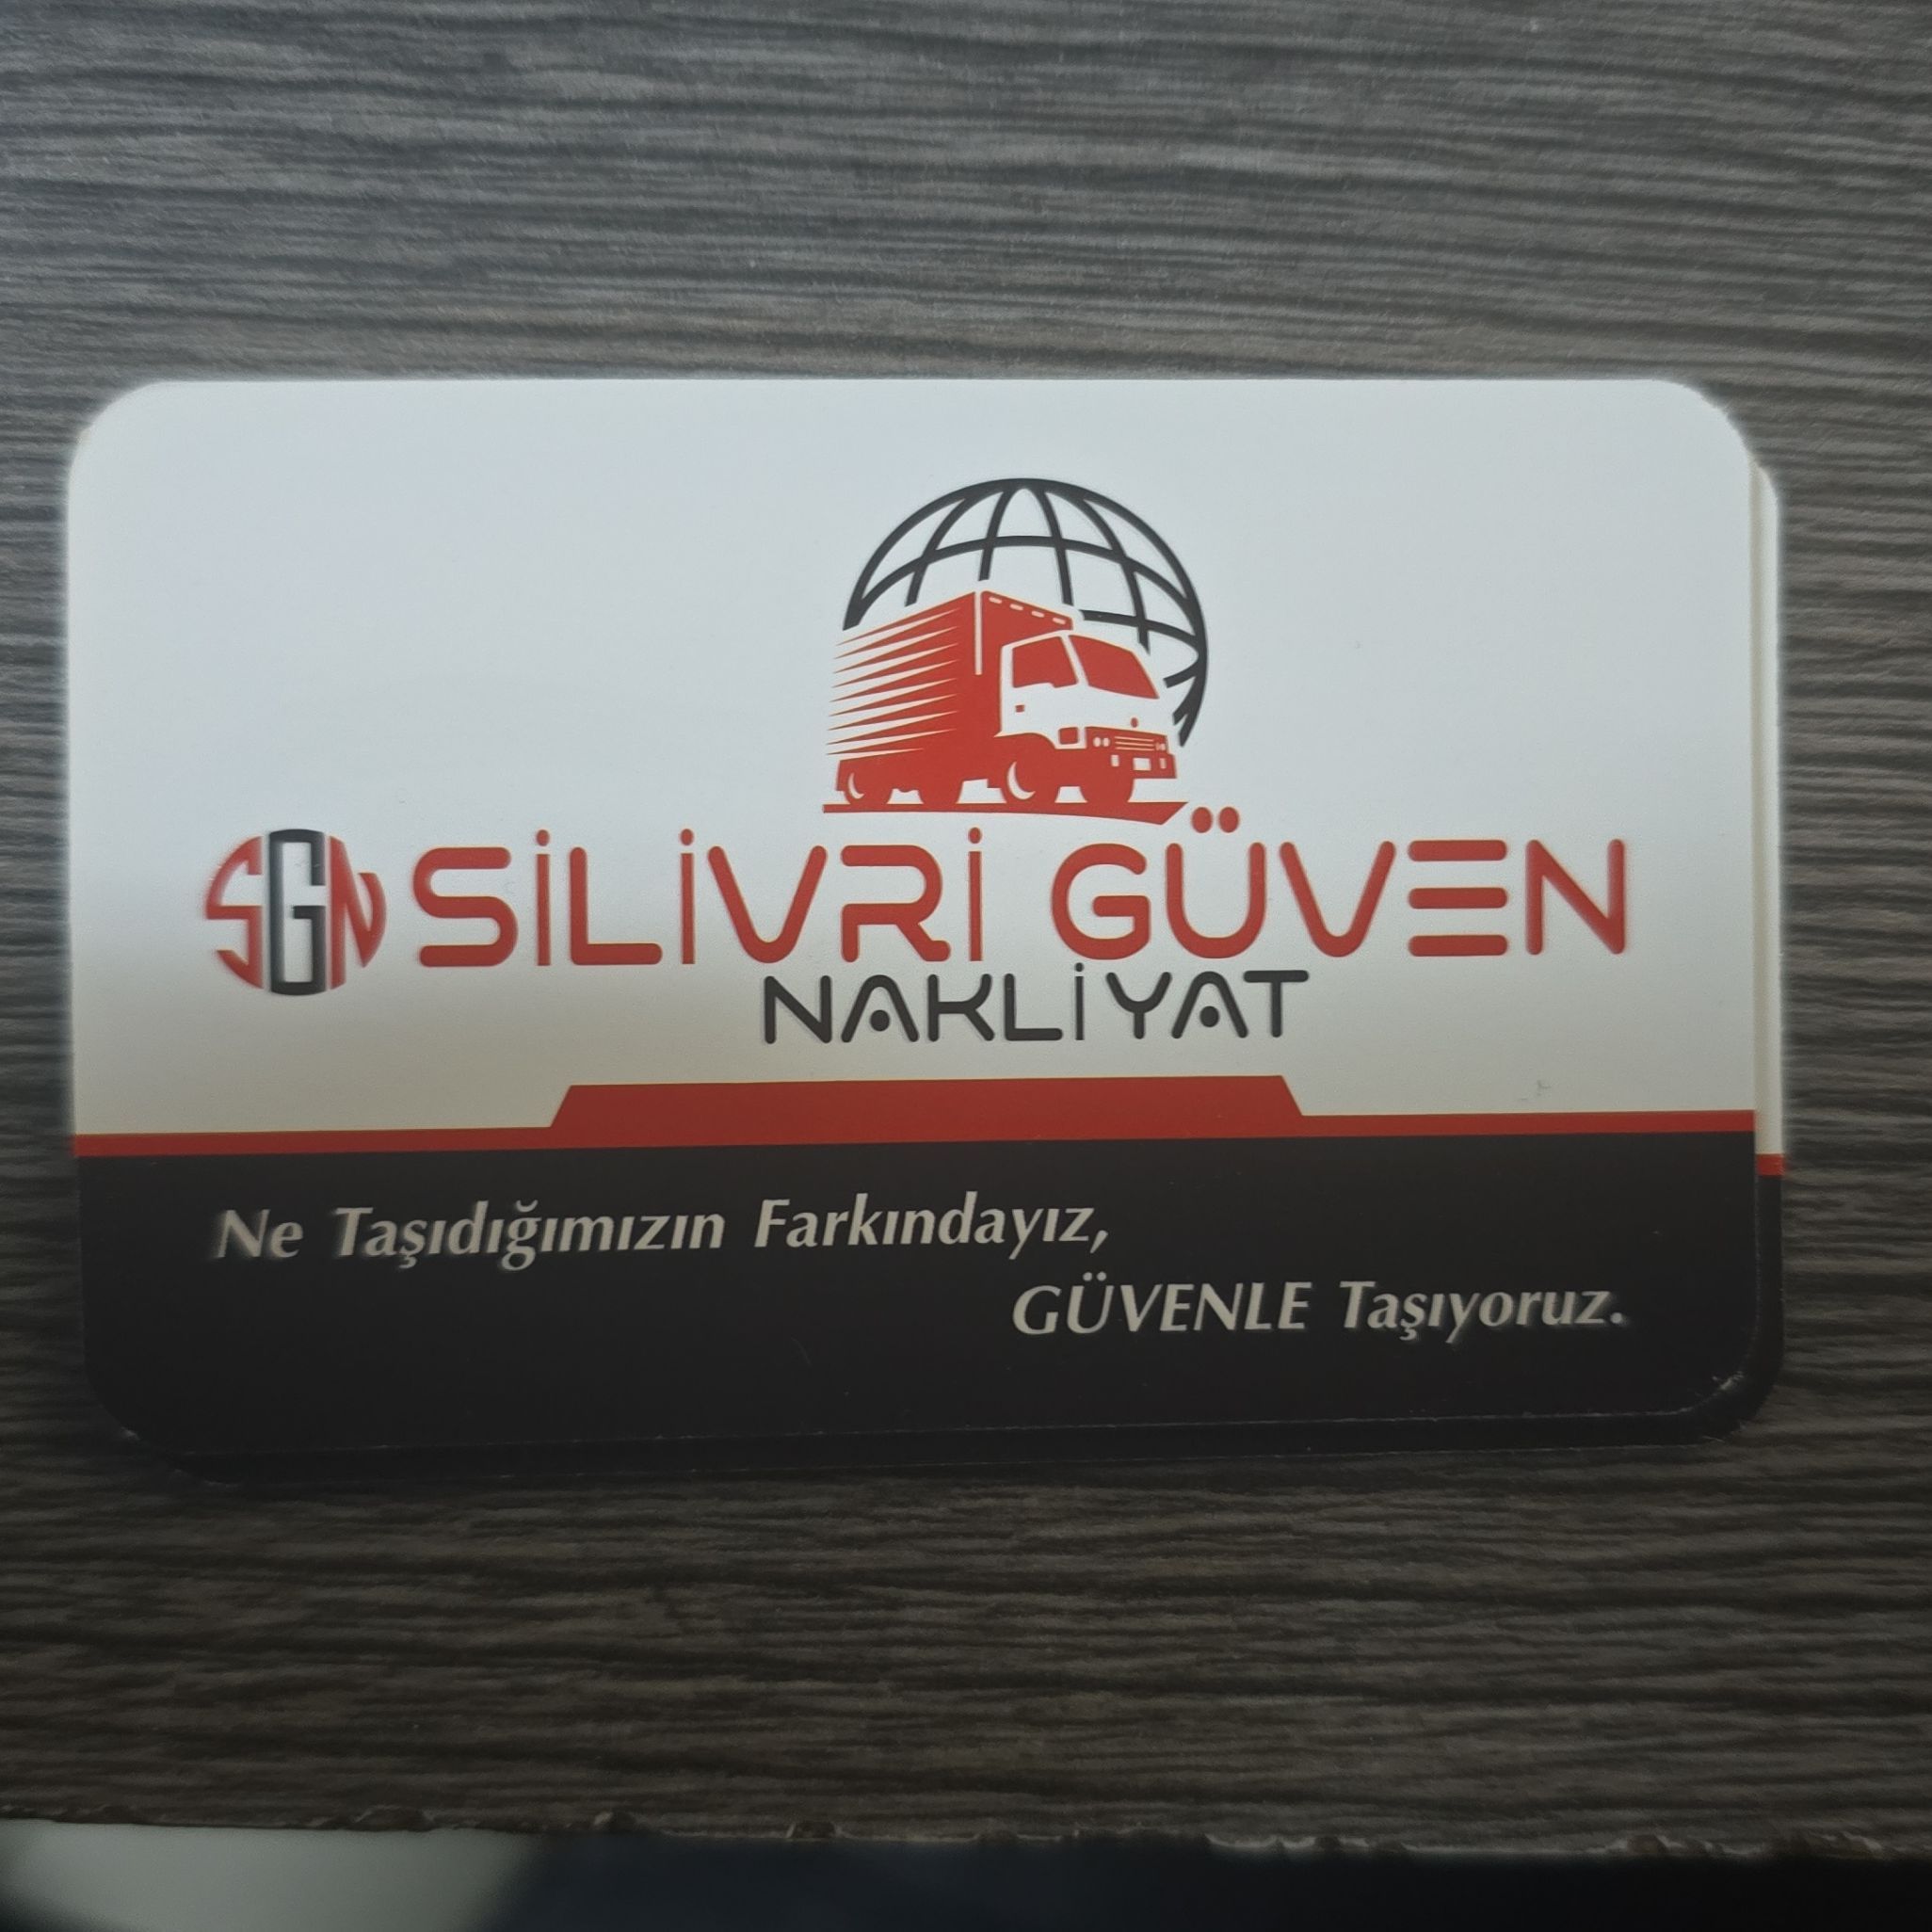 SGN SİLİVRİ GÜVEN
NAKLİYAT
Ne Taşıdığımızın Farkındayız,
GÜVENLE Taşıyoruz.